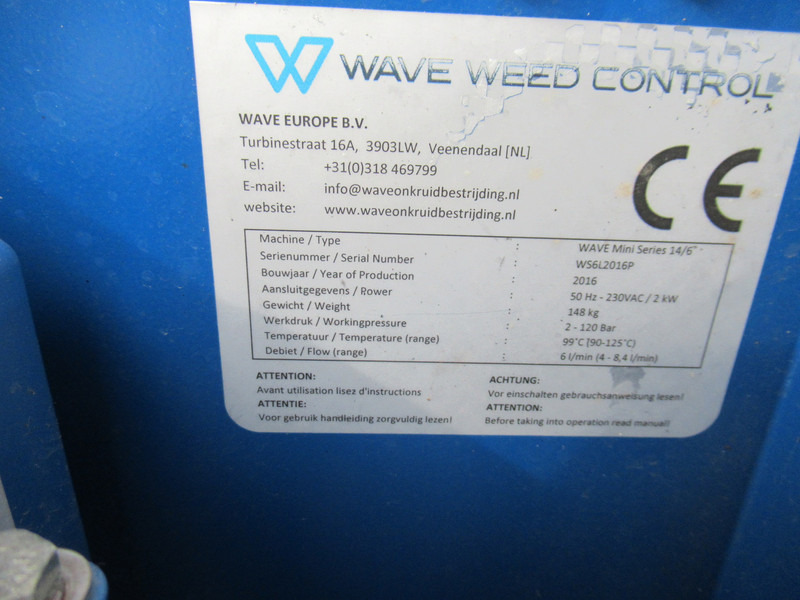 WAVE WEED CONTROL
WAVE EUROPE B.V.
Turbinestraat 16A, 3903LW, Veenendaal [NL]
Tel: +31(0)318 469799
E-mail: info@waveonkruidbestrijding.nl
website: www.waveonkruidbestrijding.nl
CE
Machine / Type : WAVE Mini Series 14/6"
Serienummer / Serial Number : WS6L2016P
Bouwjaar / Year of Production : 2016
Aansluitgegevens / Rower : 50 Hz - 230VAC / 2 kW
Gewicht / Weight : 148 kg
Werkdruk / Workingpressure : 2 - 120 Bar
Temperatuur / Temperature (range) : 99°C [90-125°C)
Debiet / Flow (range) : 6 l/min (4 - 8,4 l/min)
ATTENTION:
Avant utilisation lisez d'instructions
ATTENTIE:
Voor gebruik handleiding zorgvuldig lezen!
ACHTUNG:
Vor einschalten gebrauchsanweisung lesen!
ATTENTION:
Before taking into operation read manual!